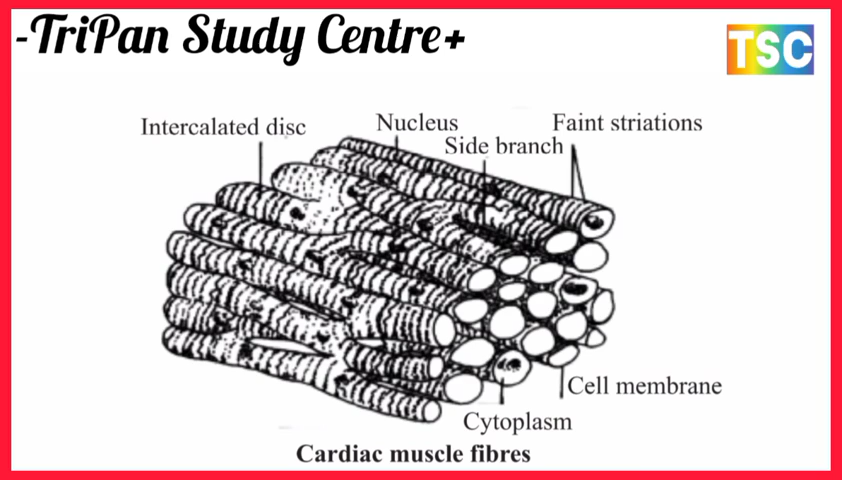 -TriPan Study Centre+
TSC
Intercalated disc
Nucleus
Faint striations
Side branch
Cell membrane
Cytoplasm
Cardiac muscle fibres